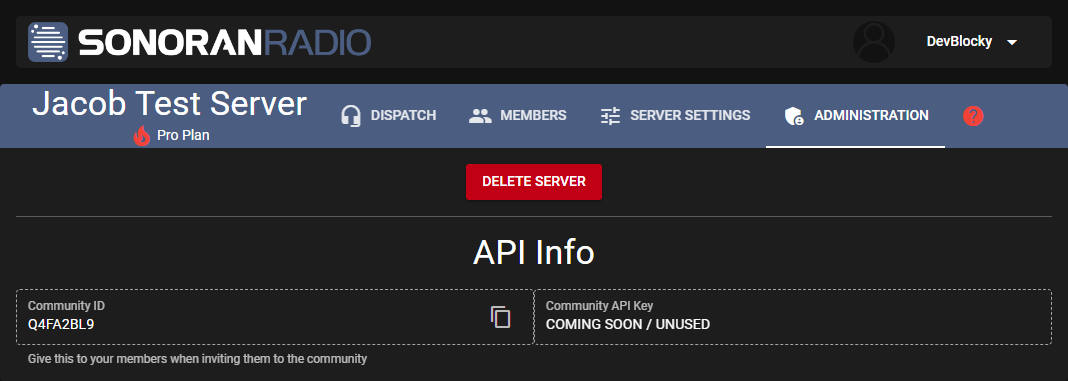 SONORANRADIO
DevBlocky
Jacob Test Server
Pro Plan
DISPATCH
MEMBERS
SERVER SETTINGS
ADMINISTRATION
?
DELETE SERVER
API Info
Community ID
Q4FA2BL9
Community API Key
COMING SOON / UNUSED
Give this to your members when inviting them to the community